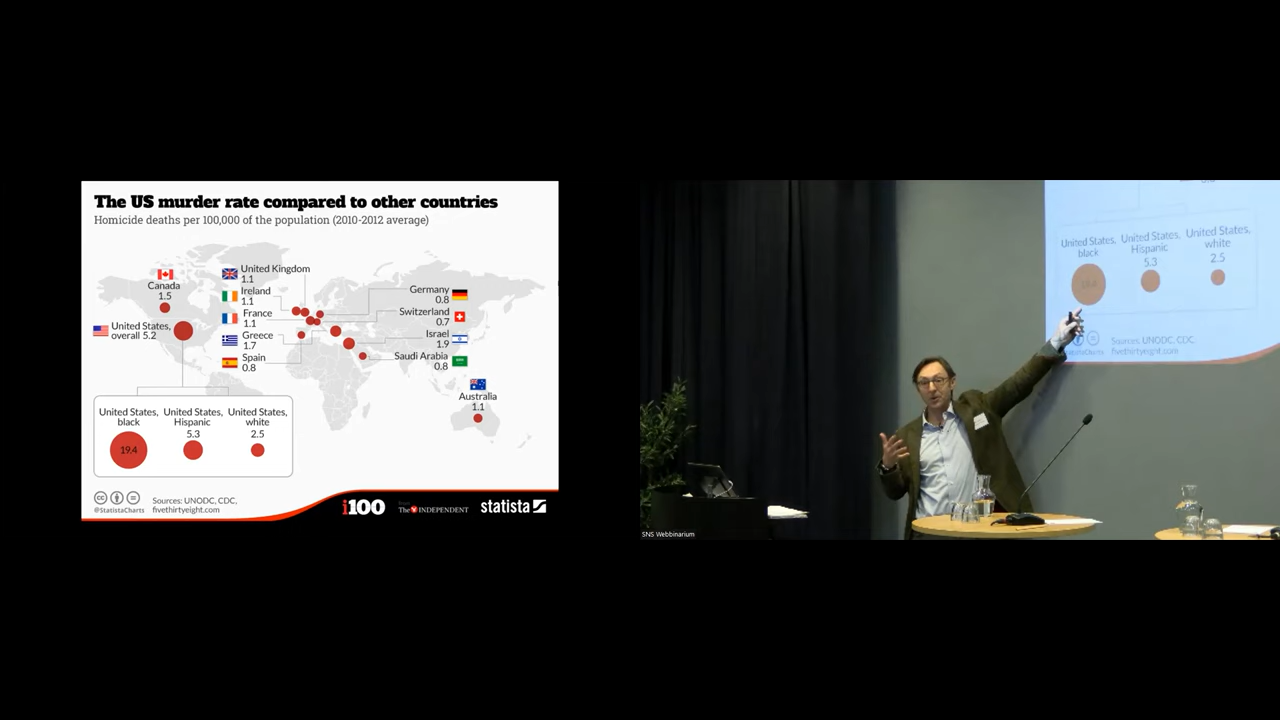 The US murder rate compared to other countries
Homicide deaths per 100,000 of the population (2010-2012 average)
Canada
1.5
United States,
overall 5.2
United Kingdom
1.1
Ireland
1.1
France
1.1
Greece
1.7
Spain
0.8
Germany
0.8
Switzerland
0.7
Israel
1.9
Saudi Arabia
0.8
Australia
1.1
United States,
black
19.4
United States,
Hispanic
5.3
United States,
white
2.5
@StatistaCharts
Sources: UNODC, CDC,
fivethirtyeight.com
i100
The INDEPENDENT
statista
United States,
black
United States,
Hispanic
5.3
United States,
white
2.5
StatistaCharts
Sources: UNODC, CDC,
fivethirtyeight.com
SNS Webbinarium